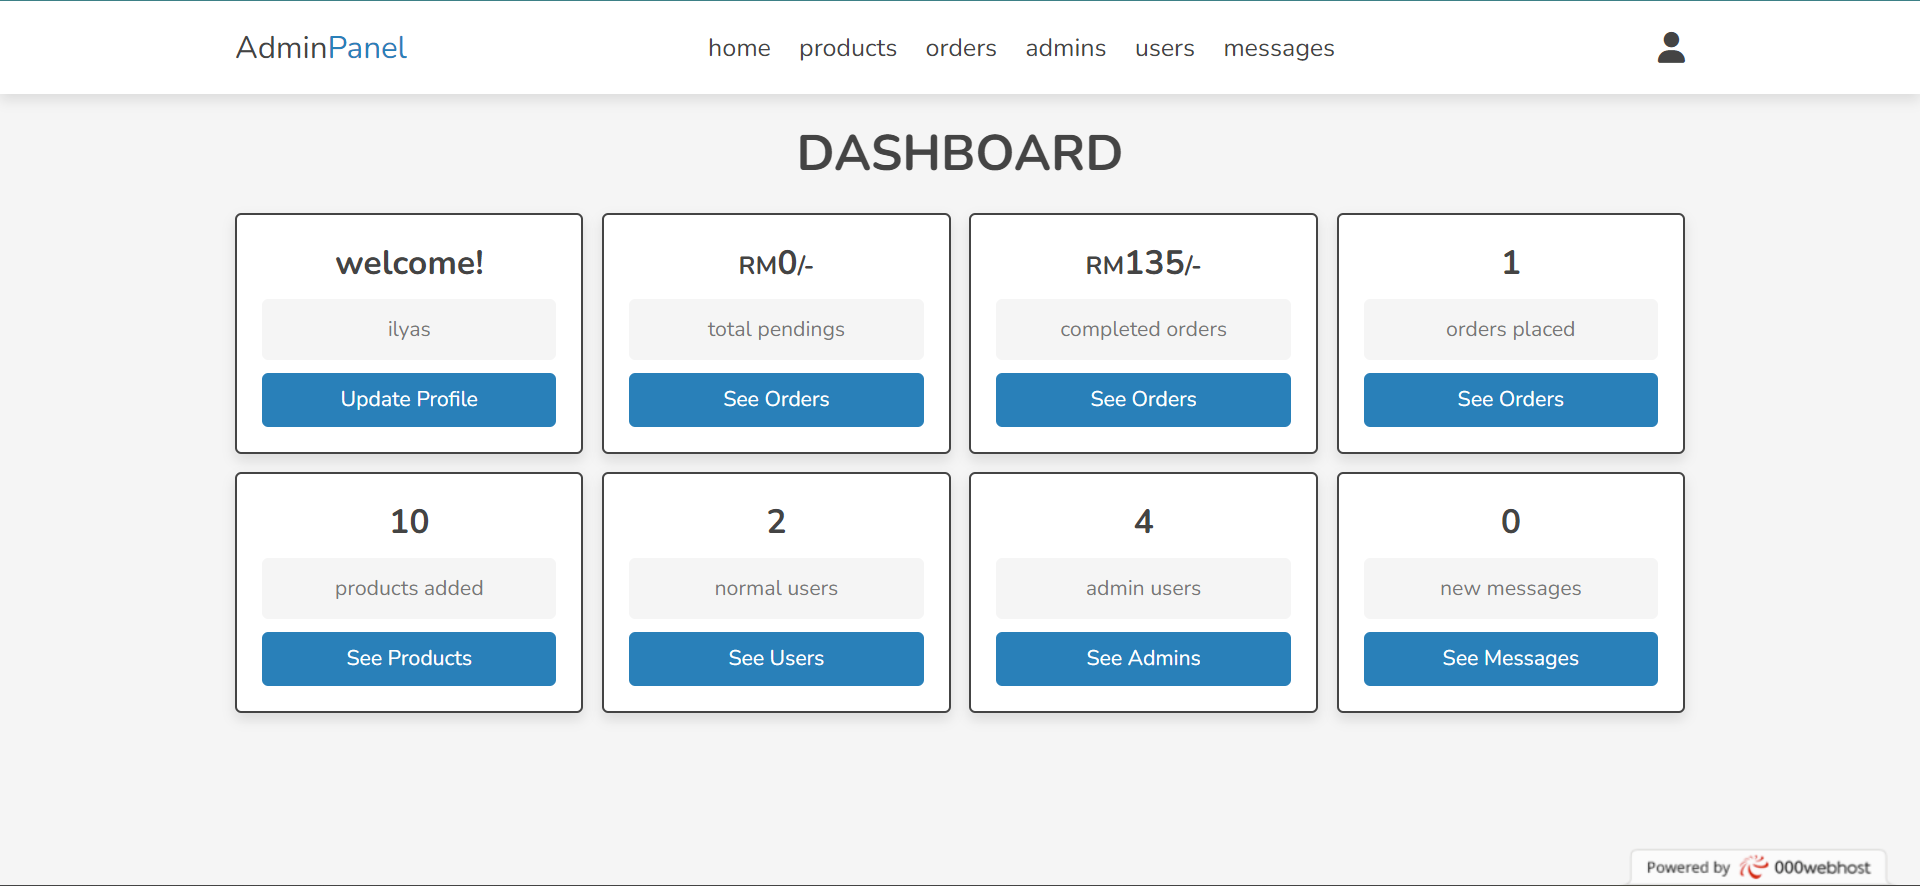 AdminPanel
home products orders admins users messages
DASHBOARD
welcome!
ilyas
Update Profile
RM0/-
total pendings
See Orders
RM135/-
completed orders
See Orders
1
orders placed
See Orders
10
products added
See Products
2
normal users
See Users
4
admin users
See Admins
0
new messages
See Messages
Powered by 000webhost